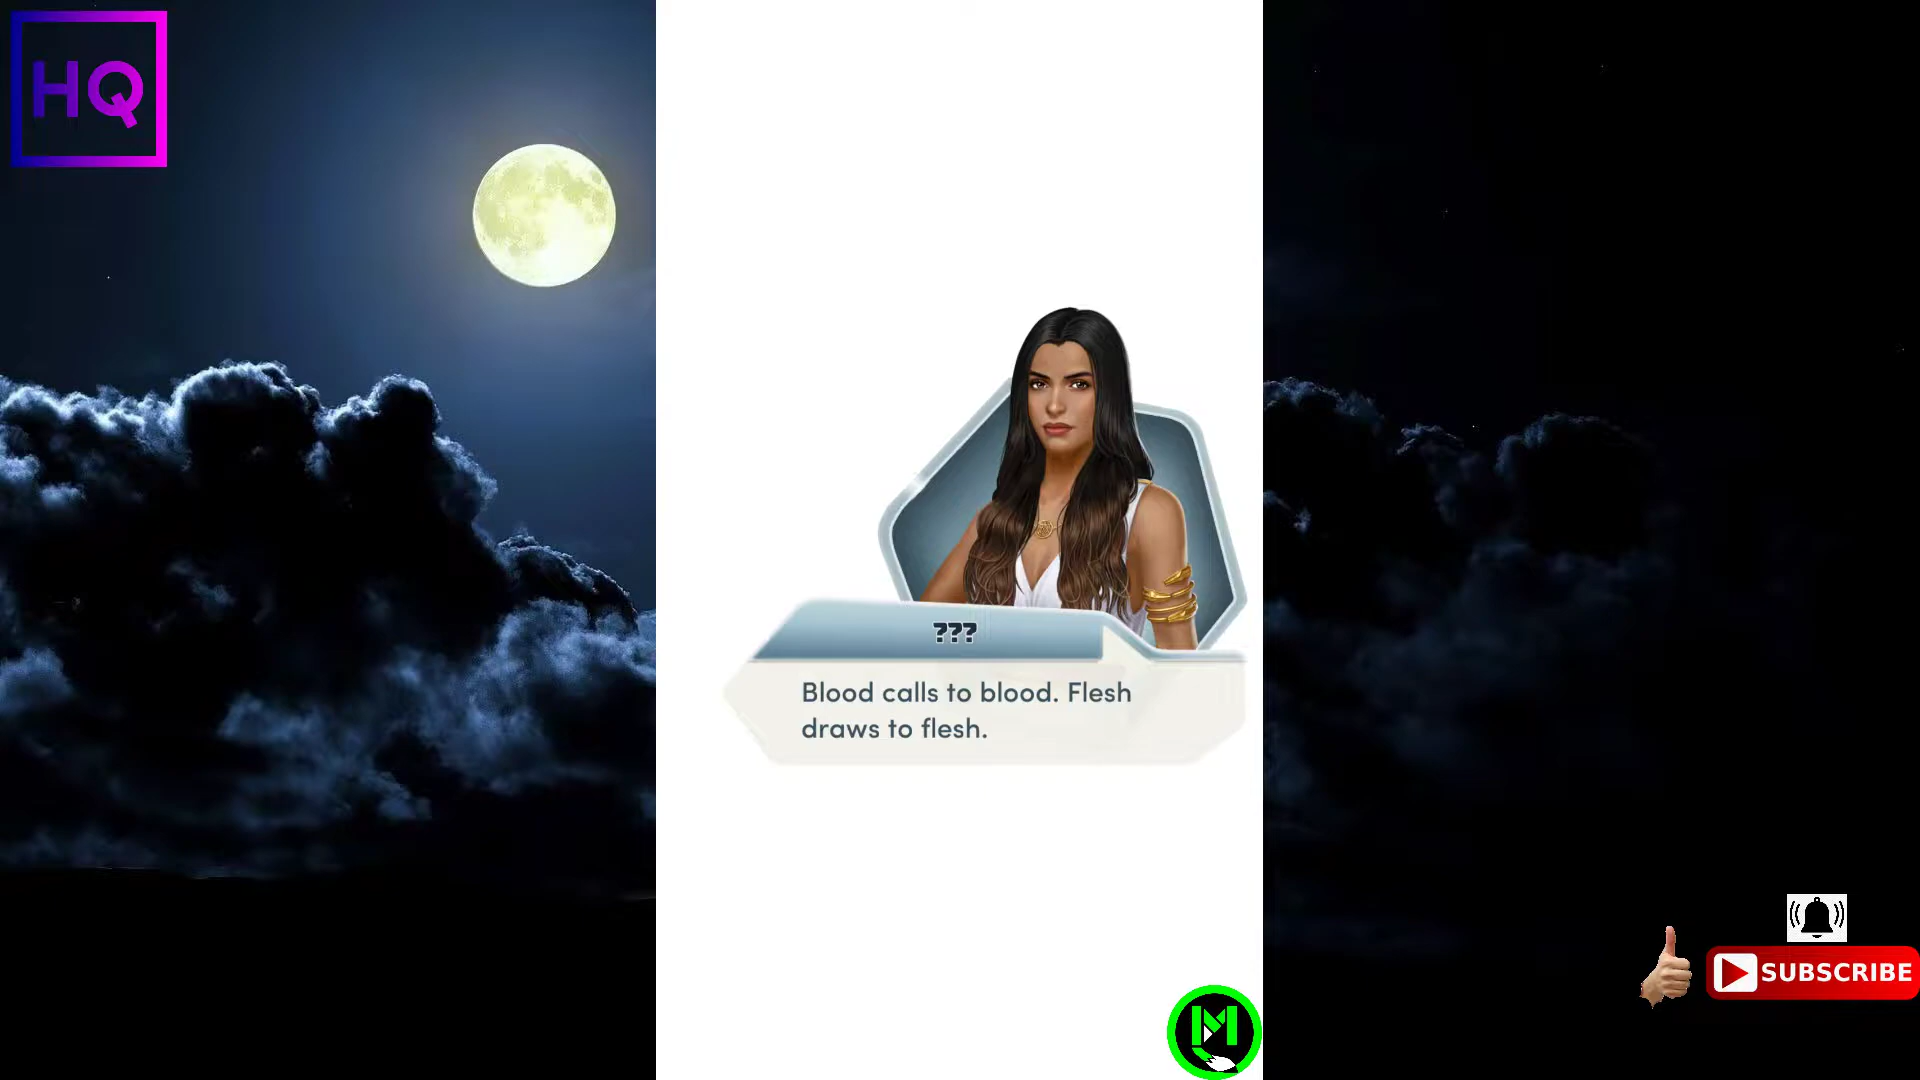 HQ
???
Blood calls to blood. Flesh
draws to flesh.
M
SUBSCRIBE